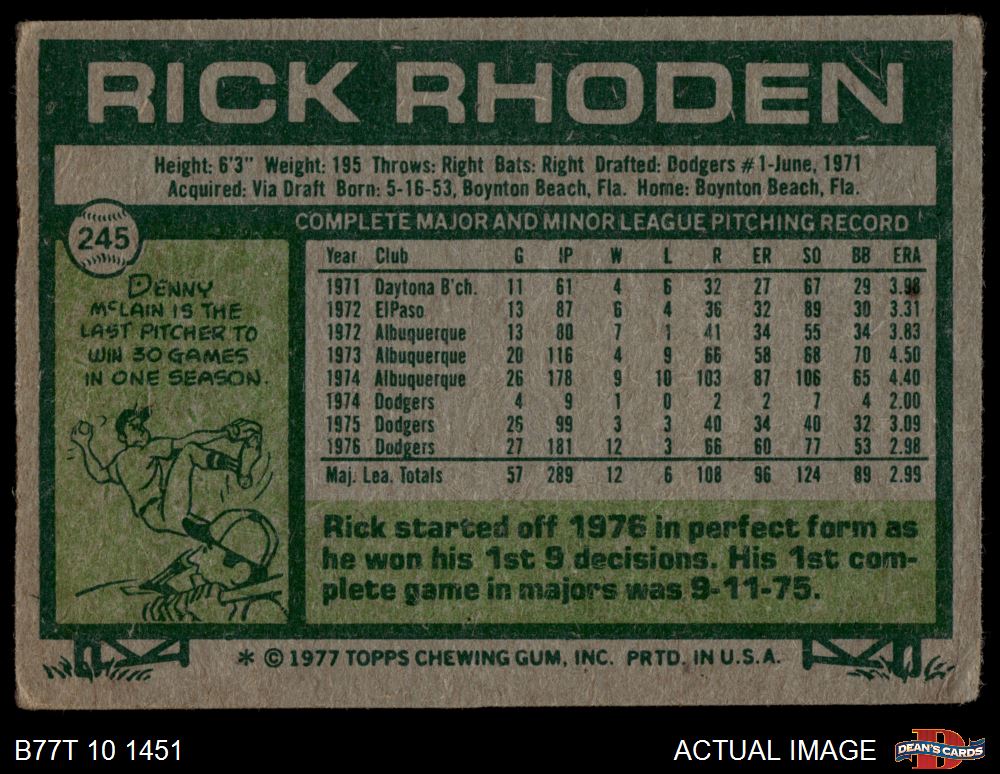 RICK RHODEN
Height: 6'3" Weight: 195 Throws: Right Bats: Right Drafted: Dodgers #1-June, 1971
Acquired: Via Draft Born: 5-16-53, Boynton Beach, Fla. Home: Boynton Beach, Fla.
245
COMPLETE MAJOR AND MINOR LEAGUE PITCHING RECORD
DENNY
McLAIN IS THE
LAST PITCHER TO
WIN 30 GAMES
IN ONE SEASON.
Year Club G IP W L R ER SO BB ERA
1971 Daytona B'ch. 11 61 4 6 32 27 67 29 3.98
1972 ElPaso 13 87 6 4 36 32 89 30 3.31
1972 Albuquerque 13 80 7 1 41 34 55 34 3.83
1973 Albuquerque 20 116 4 9 66 58 68 70 4.50
1974 Albuquerque 26 178 9 10 103 87 106 65 4.40
1974 Dodgers 4 9 1 0 2 2 7 4 2.00
1975 Dodgers 26 99 3 3 40 34 40 32 3.09
1976 Dodgers 27 181 12 3 66 60 77 53 2.98
Maj. Lea. Totals 57 289 12 6 108 96 124 89 2.99
Rick started off 1976 in perfect form as
he won his 1st 9 decisions. His 1st com-
plete game in majors was 9-11-75.
* © 1977 TOPPS CHEWING GUM, INC. PRTD. IN U.S.A.
B77T 10 1451
ACTUAL IMAGE
DEAN'S CARDS